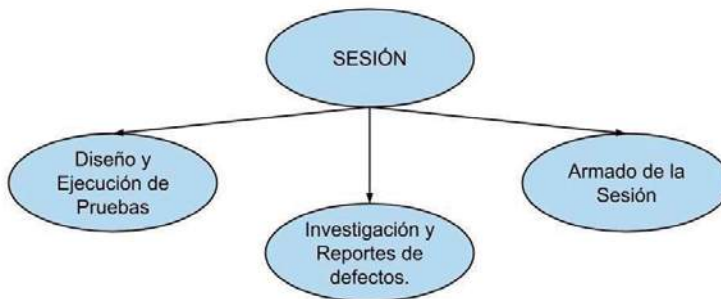 SESIÓN
Diseño y
Ejecución de
Pruebas
Investigación y
Reportes de
defectos.
Armado de la
Sesión